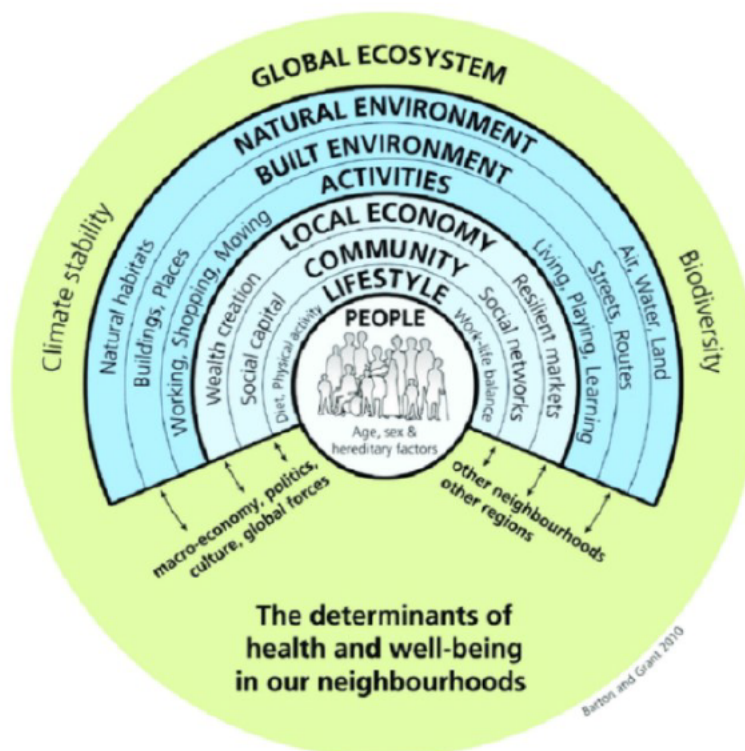 GLOBAL ECOSYSTEM
NATURAL ENVIRONMENT
BUILT ENVIRONMENT
ACTIVITIES
LOCAL ECONOMY
COMMUNITY
LIFESTYLE
PEOPLE
Age, sex &
hereditary factors
Climate stability
Natural habitats
Buildings, Places
Working, Shopping, Moving
Wealth creation
Social capital
Diet, Physical activity
Work-life balance
Social networks
Resilient markets
Living, Playing, Learning
Streets, Routes
Air, Water, Land
Biodiversity
macro-economy, politics,
culture, global forces
other neighbourhoods
other regions
The determinants of
health and well-being
in our neighbourhoods
Barton and Grant 2010